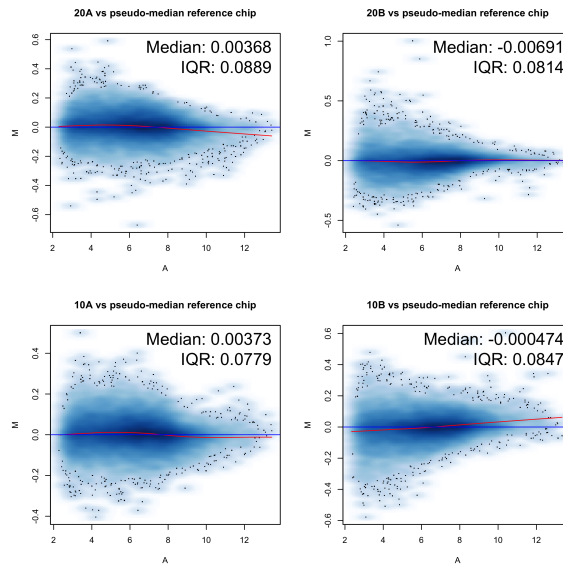 20A vs pseudo-median reference chip
Median: 0.00368
IQR: 0.0889
0.6
0.4
0.2
0.0
-0.2
-0.4
-0.6
M
2 4 6 8 10 12
A
20B vs pseudo-median reference chip
Median: -0.00691
IQR: 0.0814
1.0
0.5
0.0
-0.5
M
2 4 6 8 10 12
A
10A vs pseudo-median reference chip
Median: 0.00373
IQR: 0.0779
0.4
0.2
0.0
-0.2
-0.4
M
2 4 6 8 10 12
A
10B vs pseudo-median reference chip
Median: -0.000474
IQR: 0.0847
0.6
0.4
0.2
0.0
-0.2
-0.4
-0.6
M
2 4 6 8 10 12
A